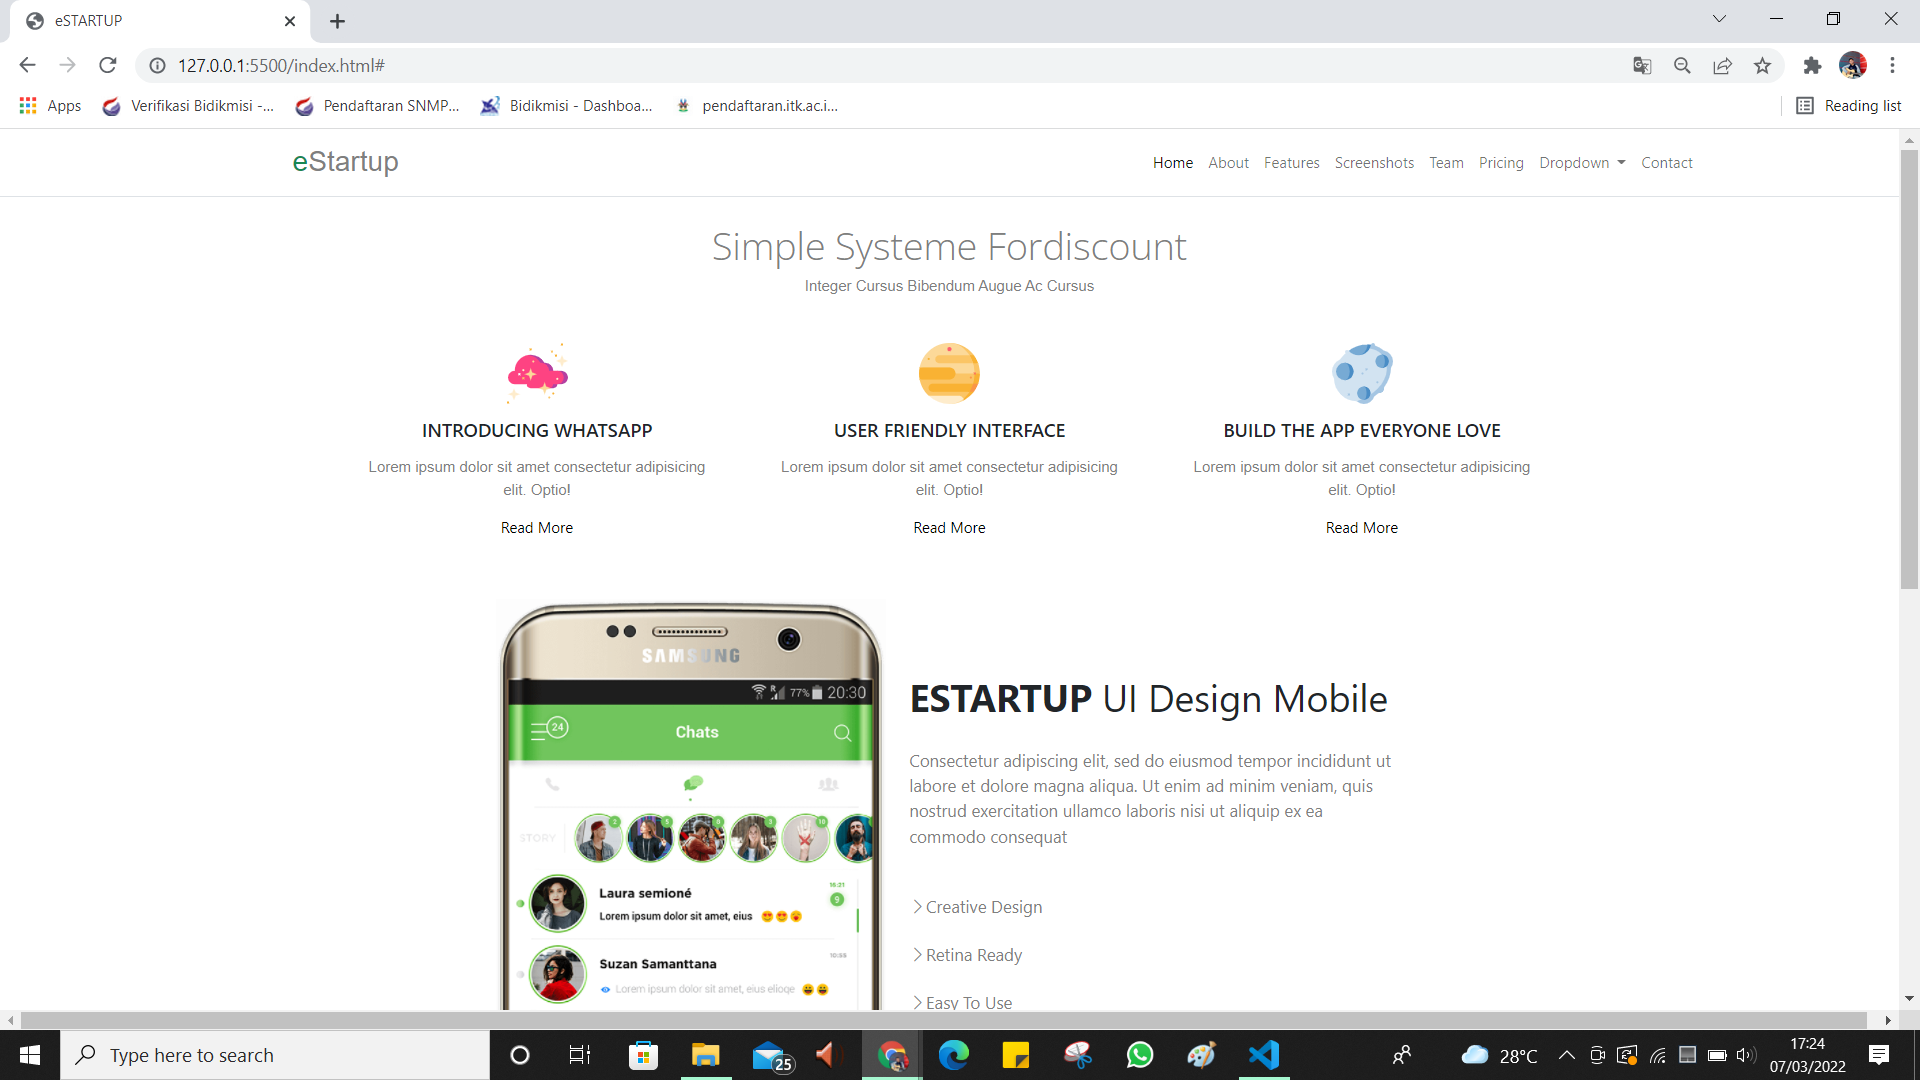 eSTARTUP
127.0.0.1:5500/index.html#
Apps
Verifikasi Bidikmisi -...
Pendaftaran SNMP...
Bidikmisi - Dashboa...
pendaftaran.itk.ac.i...
Reading list
eStartup
Home About Features Screenshots Team Pricing Dropdown Contact
Simple Systeme Fordiscount
Integer Cursus Bibendum Augue Ac Cursus
INTRODUCING WHATSAPP
Lorem ipsum dolor sit amet consectetur adipisicing
elit. Optio!
Read More
USER FRIENDLY INTERFACE
Lorem ipsum dolor sit amet consectetur adipisicing
elit. Optio!
Read More
BUILD THE APP EVERYONE LOVE
Lorem ipsum dolor sit amet consectetur adipisicing
elit. Optio!
Read More
SAMSUNG
R 77% 20:30
24 Chats
STORY
Laura semioné
16:21
9
Lorem ipsum dolor sit amet, eius
Suzan Samanttana
Lorem ipsum dolor sit amet, eius elioqe
ESTARTUP UI Design Mobile
Consectetur adipiscing elit, sed do eiusmod tempor incididunt ut
labore et dolore magna aliqua. Ut enim ad minim veniam, quis
nostrud exercitation ullamco laboris nisi ut aliquip ex ea
commodo consequat
Creative Design
Retina Ready
Easy To Use
Type here to search
25
28°C
17:24
07/03/2022